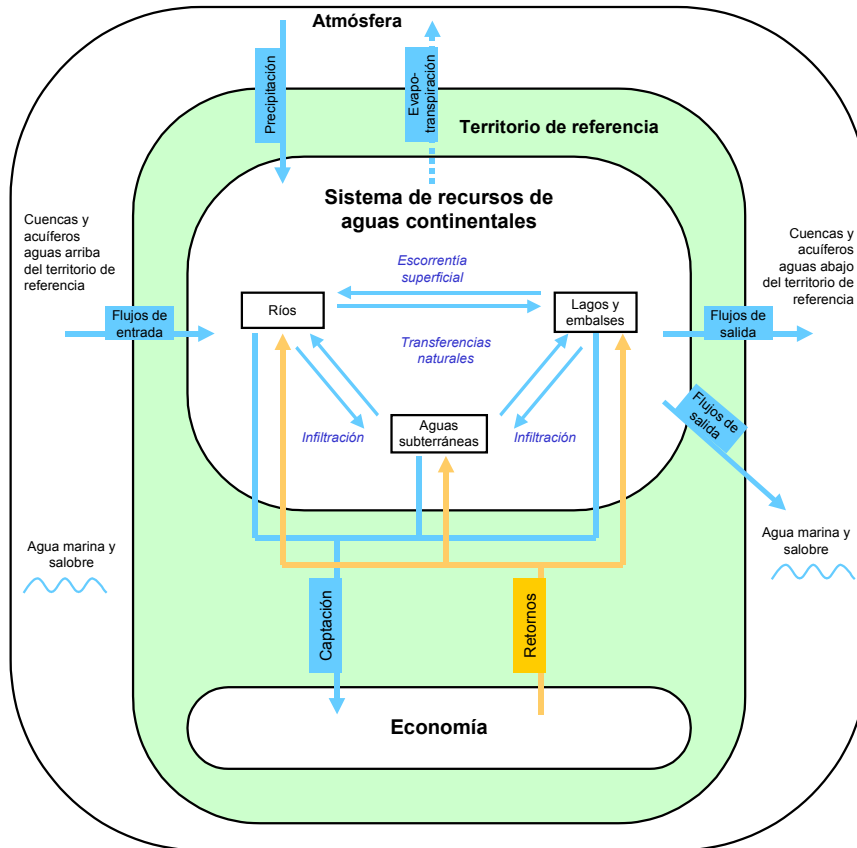 Atmósfera
Precipitación
Evapo-
transpiración
Territorio de referencia
Sistema de recursos de
aguas continentales
Cuencas y
acuíferos
aguas arriba
del territorio de
referencia
Cuencas y
acuíferos
aguas abajo
del territorio de
referencia
Escorrentía
superficial
Ríos
Lagos y
embalses
Flujos de
entrada
Flujos de
salida
Transferencias
naturales
Flujos de
salida
Infiltración
Aguas
subterráneas
Infiltración
Agua marina y
salobre
Agua marina y
salobre
Captación
Retornos
Economía